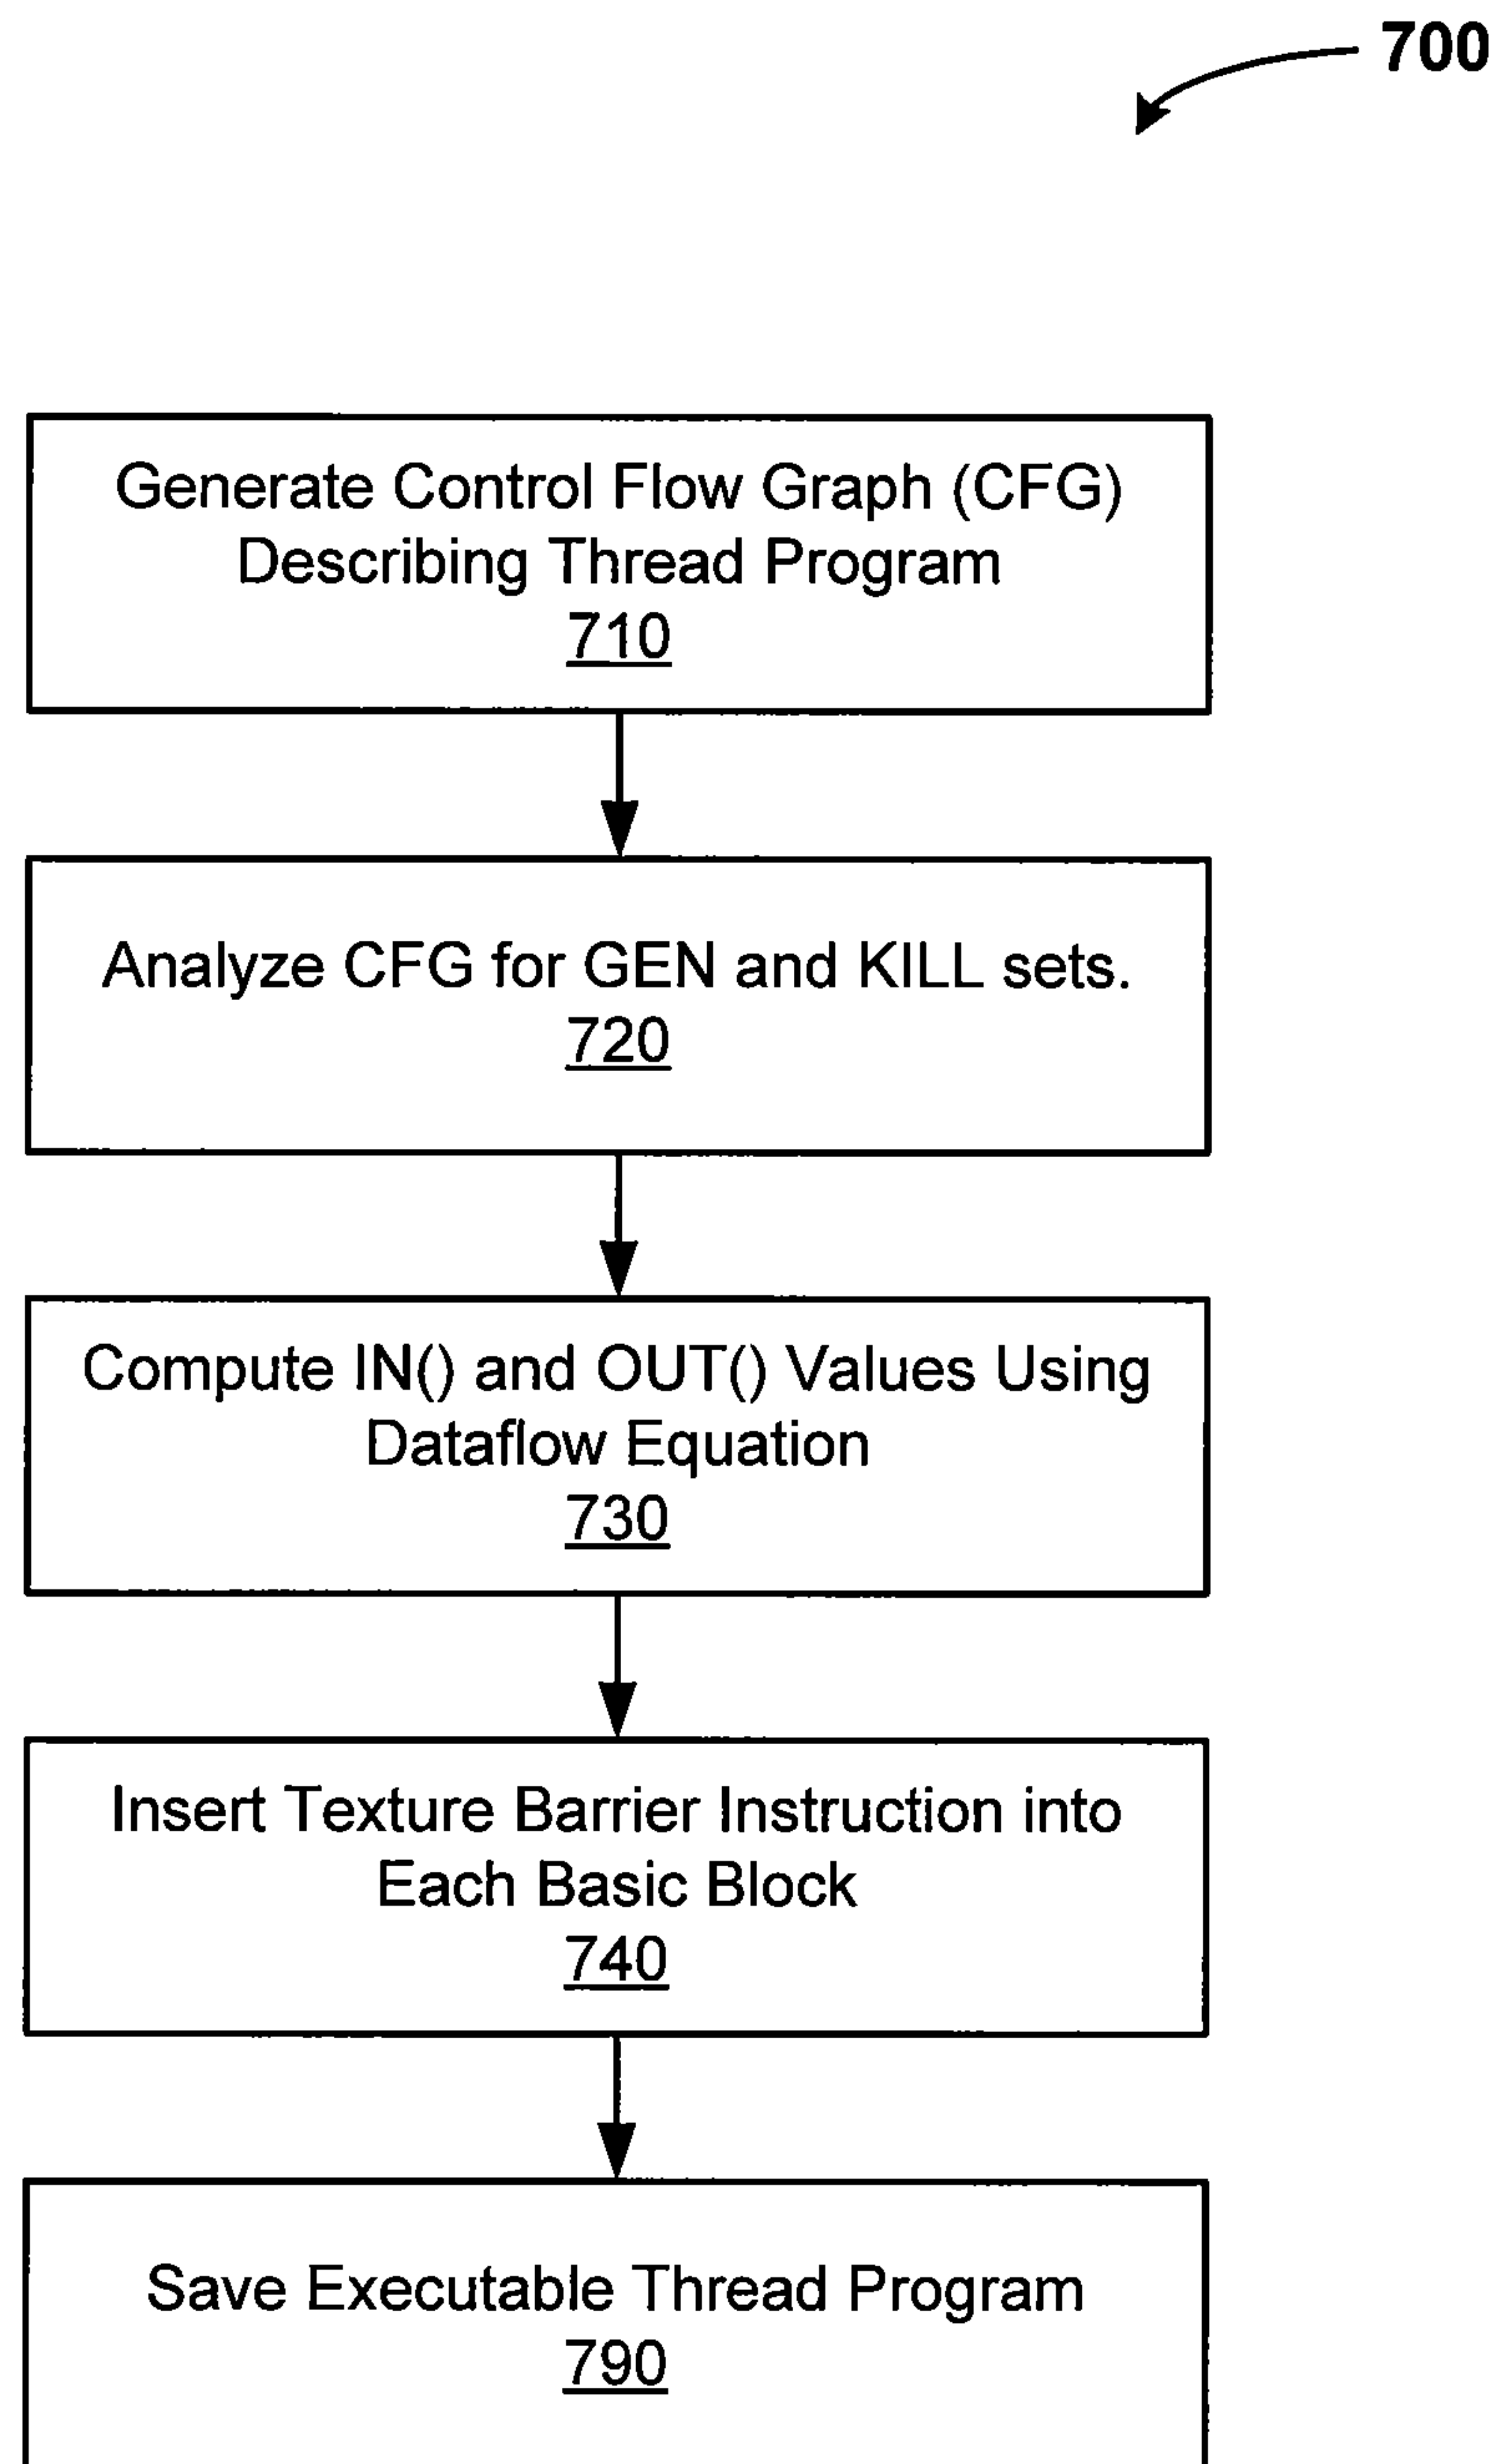 700
Generate Control Flow Graph (CFG)
Describing Thread Program
710
Analyze CFG for GEN and KILL sets.
720
Compute IN() and OUT() Values Using
Dataflow Equation
730
Insert Texture Barrier Instruction into
Each Basic Block
740
Save Executable Thread Program
790